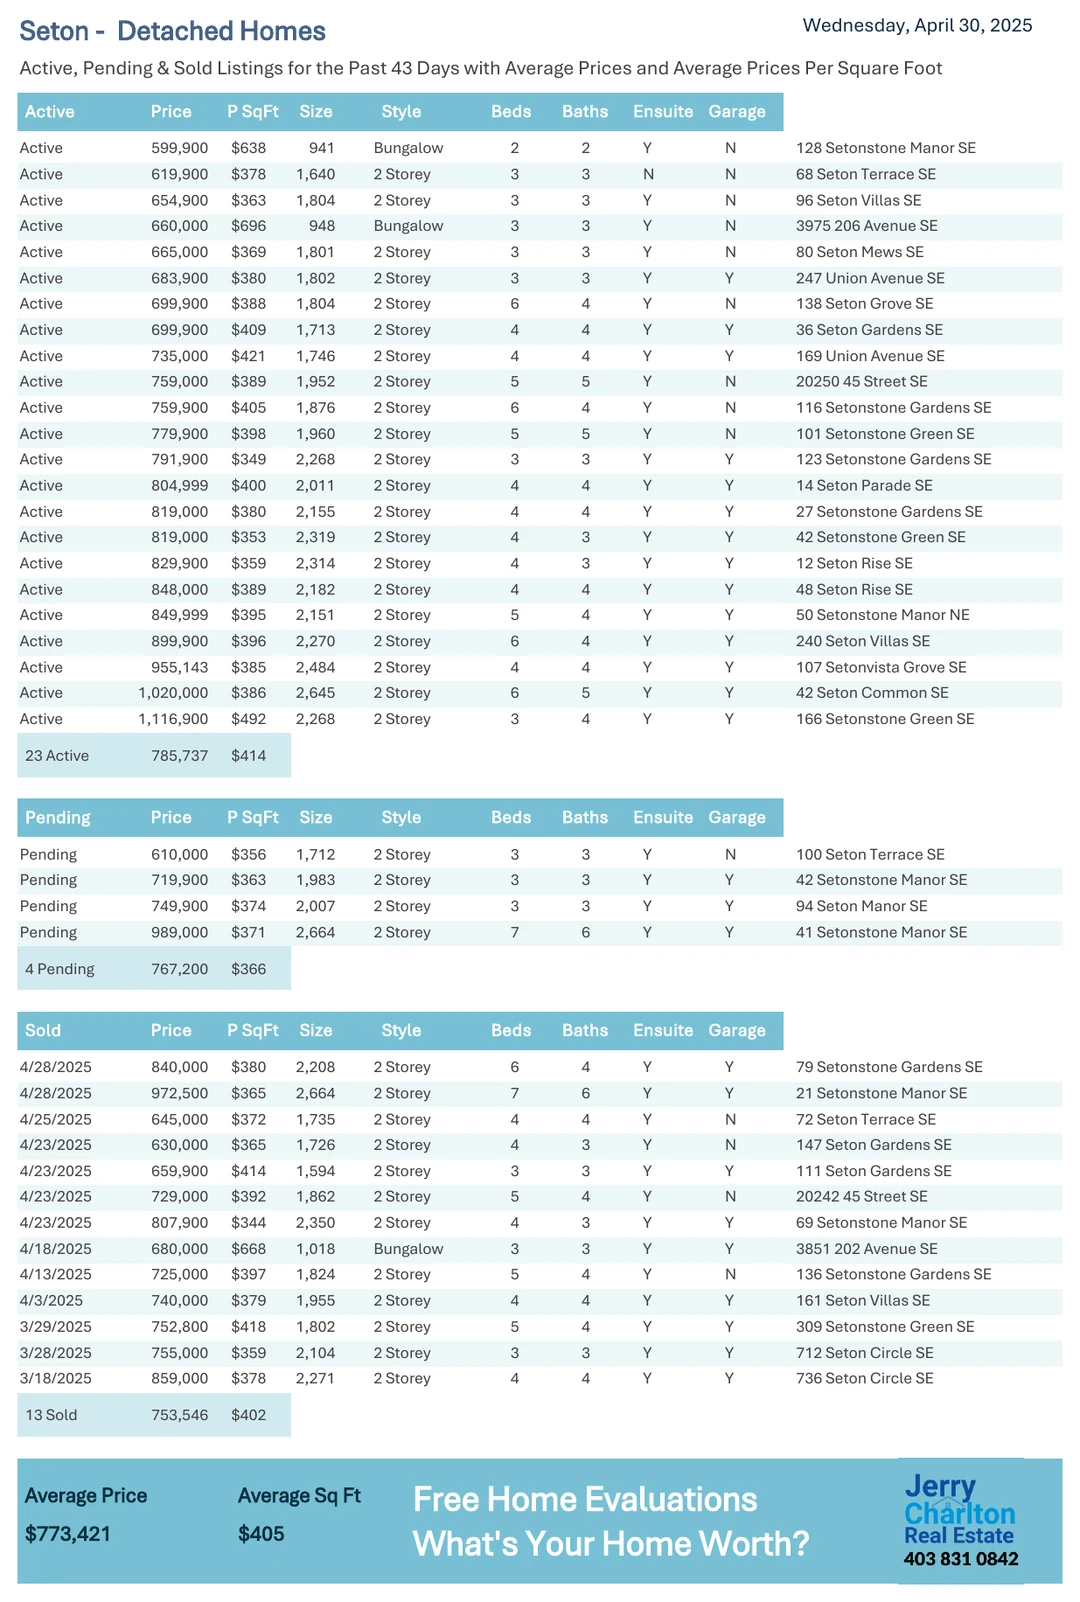 Seton - Detached Homes
Wednesday, April 30, 2025
Active, Pending & Sold Listings for the Past 43 Days with Average Prices and Average Prices Per Square Foot
Active Price P SqFt Size Style Beds Baths Ensuite Garage
Active 599,900 $638 941 Bungalow 2 2 Y N 128 Setonstone Manor SE
Active 619,900 $378 1,640 2 Storey 3 3 N N 68 Seton Terrace SE
Active 654,900 $363 1,804 2 Storey 3 3 Y N 96 Seton Villas SE
Active 660,000 $696 948 Bungalow 3 3 Y N 3975 206 Avenue SE
Active 665,000 $369 1,801 2 Storey 3 3 Y N 80 Seton Mews SE
Active 683,900 $380 1,802 2 Storey 3 3 Y Y 247 Union Avenue SE
Active 699,900 $388 1,804 2 Storey 6 4 Y N 138 Seton Grove SE
Active 699,900 $409 1,713 2 Storey 4 4 Y Y 36 Seton Gardens SE
Active 735,000 $421 1,746 2 Storey 4 4 Y Y 169 Union Avenue SE
Active 759,000 $389 1,952 2 Storey 5 5 Y N 20250 45 Street SE
Active 759,900 $405 1,876 2 Storey 6 4 Y N 116 Setonstone Gardens SE
Active 779,900 $398 1,960 2 Storey 5 5 Y N 101 Setonstone Green SE
Active 791,900 $349 2,268 2 Storey 3 3 Y Y 123 Setonstone Gardens SE
Active 804,999 $400 2,011 2 Storey 4 4 Y Y 14 Seton Parade SE
Active 819,000 $380 2,155 2 Storey 4 4 Y Y 27 Setonstone Gardens SE
Active 819,000 $353 2,319 2 Storey 4 3 Y Y 42 Setonstone Green SE
Active 829,900 $359 2,314 2 Storey 4 3 Y Y 12 Seton Rise SE
Active 848,000 $389 2,182 2 Storey 4 4 Y Y 48 Seton Rise SE
Active 849,999 $395 2,151 2 Storey 5 4 Y Y 50 Setonstone Manor NE
Active 899,900 $396 2,270 2 Storey 6 4 Y Y 240 Seton Villas SE
Active 955,143 $385 2,484 2 Storey 4 4 Y Y 107 Setonvista Grove SE
Active 1,020,000 $386 2,645 2 Storey 6 5 Y Y 42 Seton Common SE
Active 1,116,900 $492 2,268 2 Storey 3 4 Y Y 166 Setonstone Green SE
23 Active 785,737 $414
Pending Price P SqFt Size Style Beds Baths Ensuite Garage
Pending 610,000 $356 1,712 2 Storey 3 3 Y N 100 Seton Terrace SE
Pending 719,900 $363 1,983 2 Storey 3 3 Y Y 42 Setonstone Manor SE
Pending 749,900 $374 2,007 2 Storey 3 3 Y Y 94 Seton Manor SE
Pending 989,000 $371 2,664 2 Storey 7 6 Y Y 41 Setonstone Manor SE
4 Pending 767,200 $366
Sold Price P SqFt Size Style Beds Baths Ensuite Garage
4/28/2025 840,000 $380 2,208 2 Storey 6 4 Y Y 79 Setonstone Gardens SE
4/28/2025 972,500 $365 2,664 2 Storey 7 6 Y Y 21 Setonstone Manor SE
4/25/2025 645,000 $372 1,735 2 Storey 4 4 Y N 72 Seton Terrace SE
4/23/2025 630,000 $365 1,726 2 Storey 4 3 Y N 147 Seton Gardens SE
4/23/2025 659,900 $414 1,594 2 Storey 3 3 Y Y 111 Seton Gardens SE
4/23/2025 729,000 $392 1,862 2 Storey 5 4 Y N 20242 45 Street SE
4/23/2025 807,900 $344 2,350 2 Storey 4 3 Y Y 69 Setonstone Manor SE
4/18/2025 680,000 $668 1,018 Bungalow 3 3 Y Y 3851 202 Avenue SE
4/13/2025 725,000 $397 1,824 2 Storey 5 4 Y N 136 Setonstone Gardens SE
4/3/2025 740,000 $379 1,955 2 Storey 4 4 Y Y 161 Seton Villas SE
3/29/2025 752,800 $418 1,802 2 Storey 5 4 Y Y 309 Setonstone Green SE
3/28/2025 755,000 $359 2,104 2 Storey 3 3 Y Y 712 Seton Circle SE
3/18/2025 859,000 $378 2,271 2 Storey 4 4 Y Y 736 Seton Circle SE
13 Sold 753,546 $402
Average Price Average Sq Ft
$773,421 $405
Free Home Evaluations
What's Your Home Worth?
Jerry
Charlton
Real Estate
403 831 0842